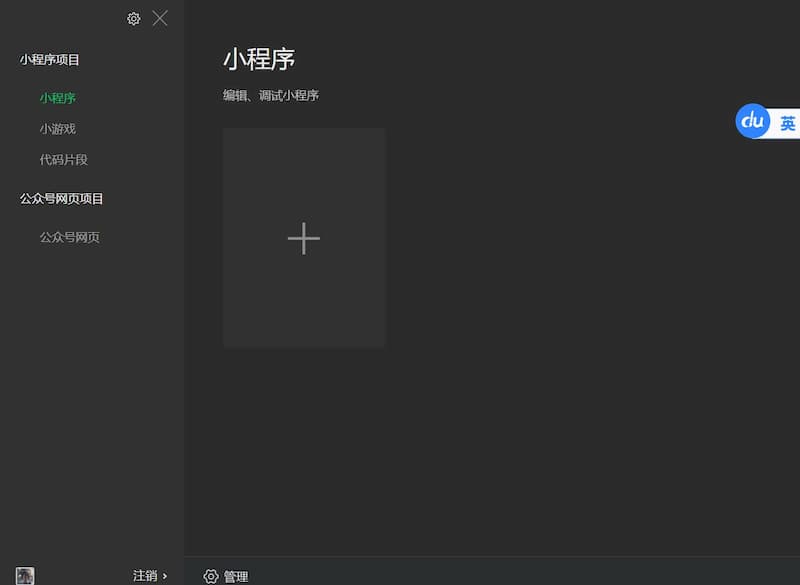 小程序项目
小程序
小游戏
代码片段
公众号网页项目
公众号网页
注销 ›
小程序
编辑、调试小程序
du 英
管理